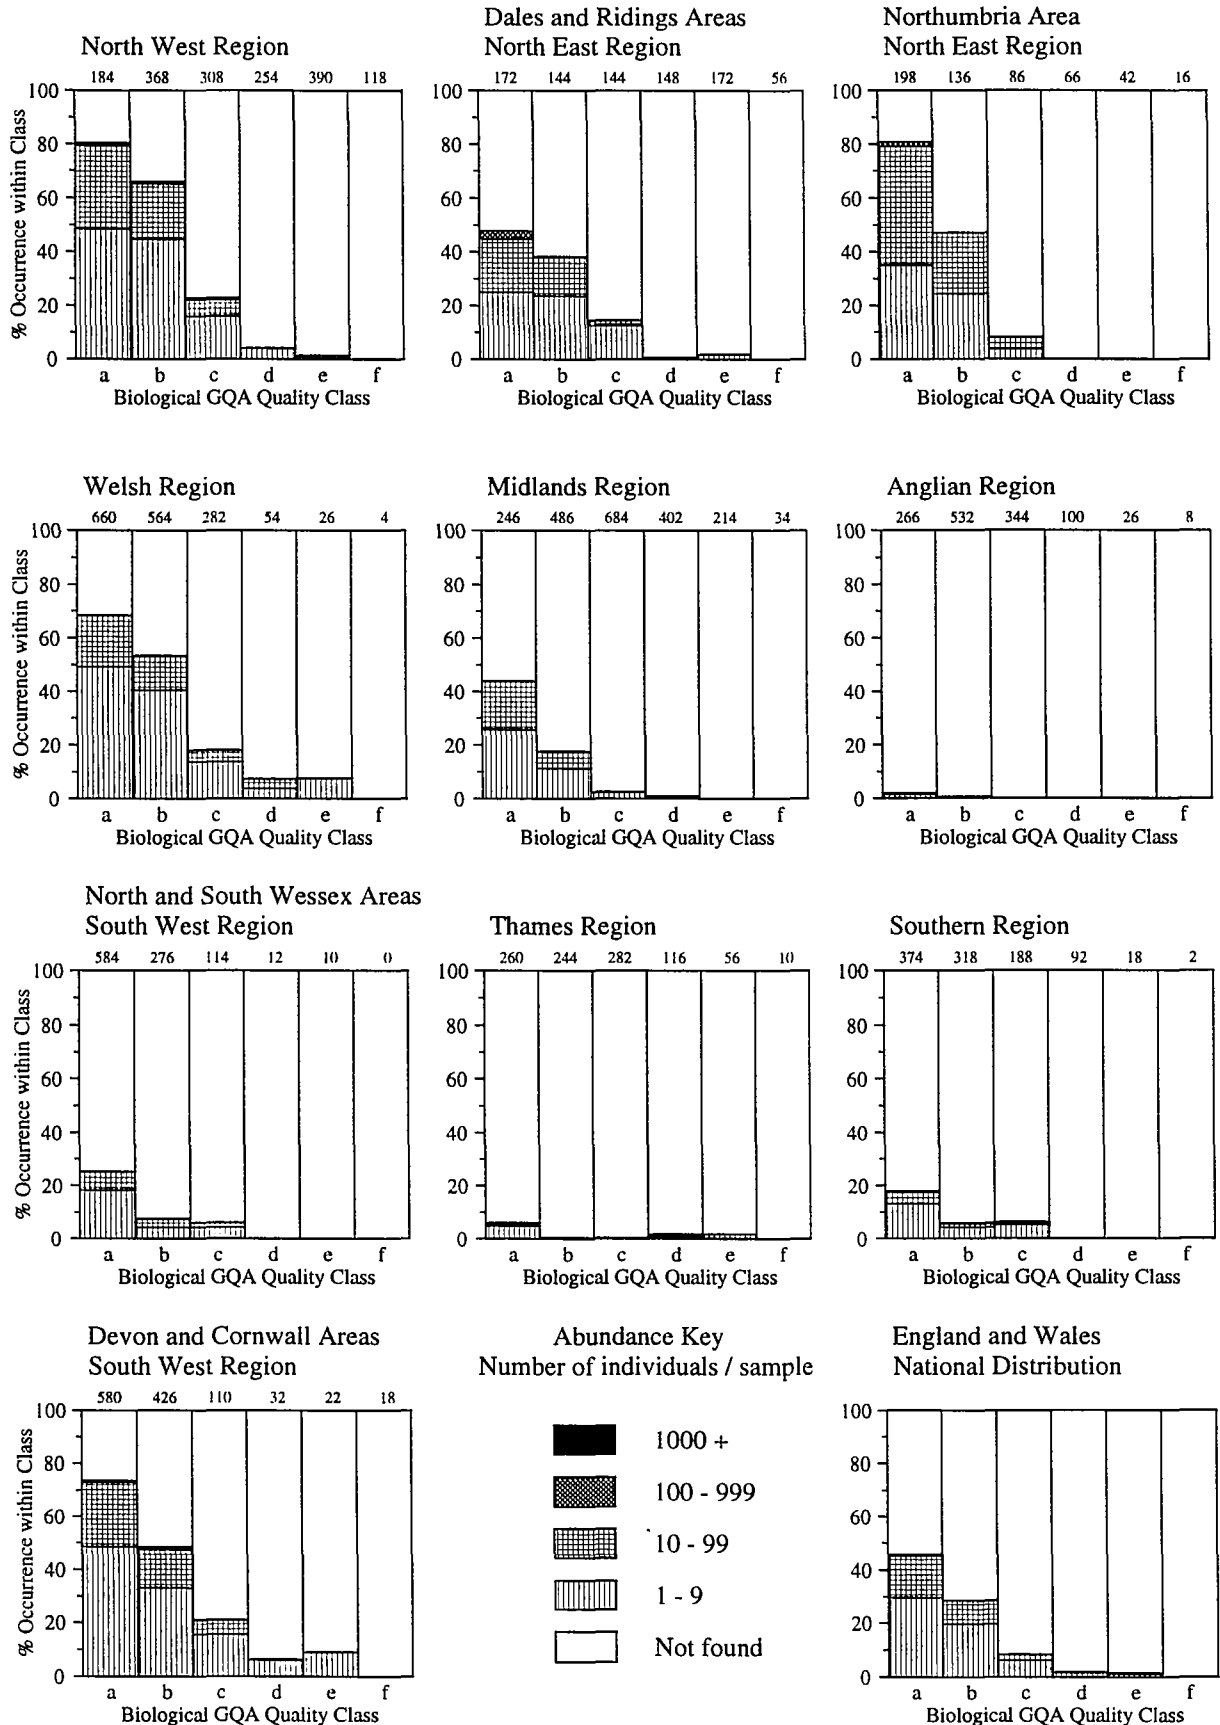 Dales and Ridings Areas
Northumbria Area
North West Region
North East Region
North East Region
184 368 308 254 390 118
172 144 144 148 172 56
198 136 86 66 42 16
% Occurrence within Class
100
80
60
40
20
0
100
80
60
40
20
0
100
80
60
40
20
0
a b c d e f
a b c d e f
a b c d e f
Biological GQA Quality Class
Biological GQA Quality Class
Biological GQA Quality Class
Welsh Region
Midlands Region
Anglian Region
660 564 282 54 26 4
246 486 684 402 214 34
266 532 344 100 26 8
% Occurrence within Class
100
80
60
40
20
0
100
80
60
40
20
0
100
80
60
40
20
0
a b c d e f
a b c d e f
a b c d e f
Biological GQA Quality Class
Biological GQA Quality Class
Biological GQA Quality Class
North and South Wessex Areas
South West Region
Thames Region
Southern Region
584 276 114 12 10 0
260 244 282 116 56 10
374 318 188 92 18 2
% Occurrence within Class
100
80
60
40
20
0
100
80
60
40
20
0
100
80
60
40
20
0
a b c d e f
a b c d e f
a b c d e f
Biological GQA Quality Class
Biological GQA Quality Class
Biological GQA Quality Class
Devon and Cornwall Areas
South West Region
580 426 110 32 22 18
% Occurrence within Class
100
80
60
40
20
0
a b c d e f
Biological GQA Quality Class
Abundance Key
Number of individuals / sample
1000 +
100 - 999
10 - 99
1 - 9
Not found
England and Wales
National Distribution
100
80
60
40
20
0
a b c d e f
Biological GQA Quality Class